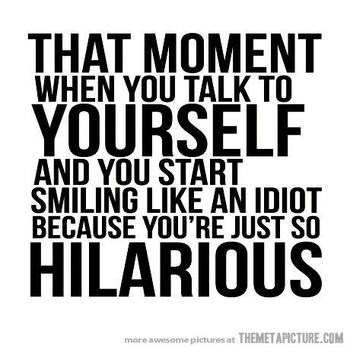 THAT MOMENT
WHEN YOU TALK TO
YOURSELF
AND YOU START
SMILING LIKE AN IDIOT
BECAUSE YOU'RE JUST SO
HILARIOUS
more awesome pictures at THEMETAPICTURE.COM